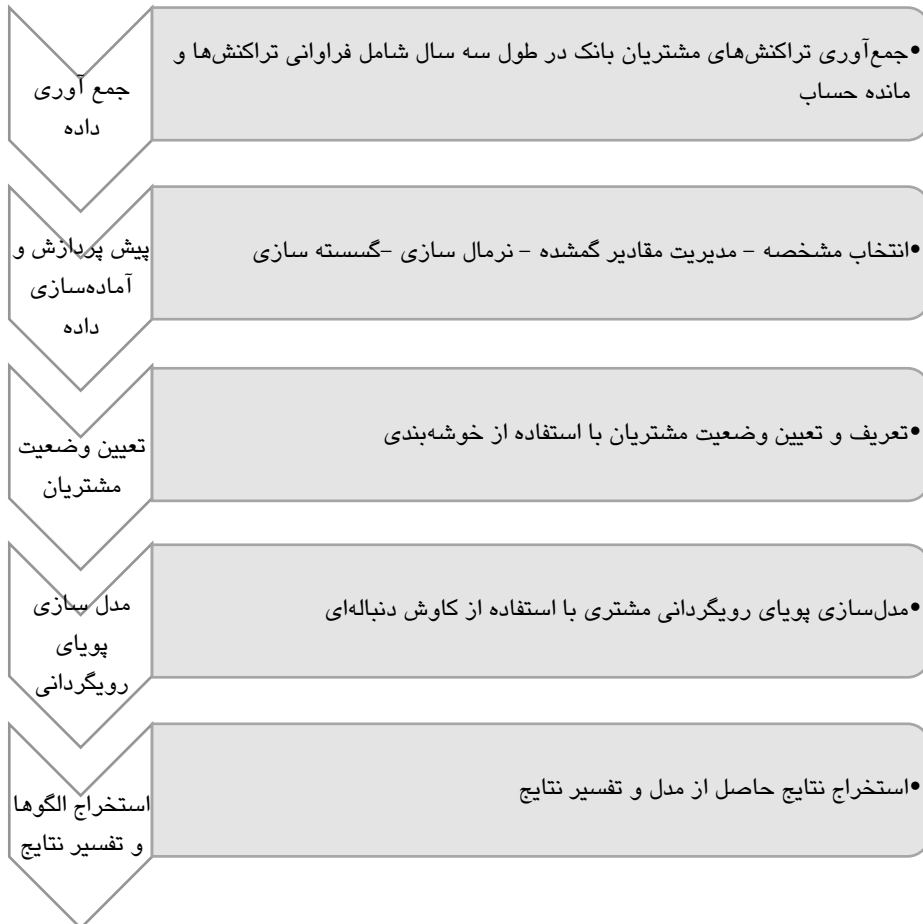 جمع آوری
داده
•جمع‌آوری تراکنش‌های مشتریان بانک در طول سه سال شامل فراوانی تراکنش‌ها و
مانده حساب
پیش پردازش و
آماده‌سازی
داده
•انتخاب مشخصه – مدیریت مقادیر گمشده – نرمال سازی –گسسته سازی
تعیین وضعیت
مشتریان
•تعریف و تعیین وضعیت مشتریان با استفاده از خوشه‌بندی
مدل سازی
پویای
رویگردانی
•مدل‌سازی پویای رویگردانی مشتری با استفاده از کاوش دنباله‌ای
استخراج الگوها
و تفسیر نتایج
•استخراج نتایج حاصل از مدل و تفسیر نتایج